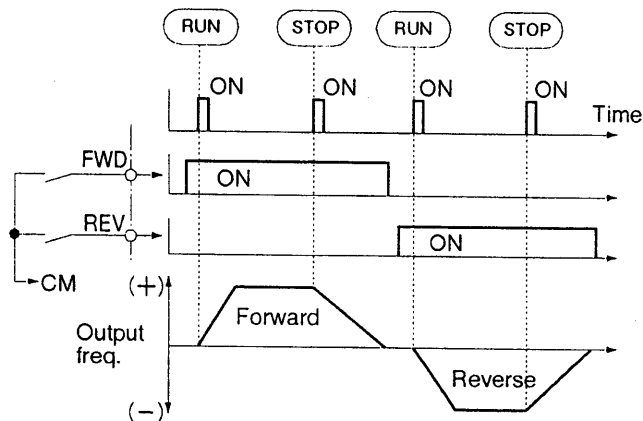 RUN STOP RUN STOP
ON ON ON ON
Time
FWD
ON
REV
ON
CM
(+)
Forward
Output
freq.
Reverse
(−)